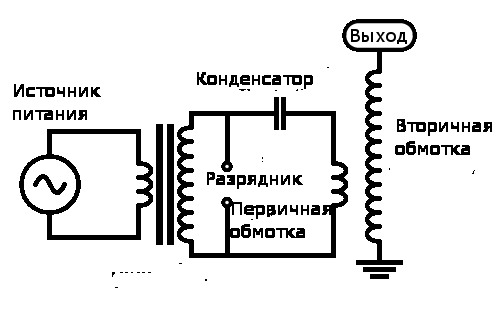 Выход
Конденсатор
Источник
питания
Вторичная
обмотка
Разрядник
Первичная
обмотка